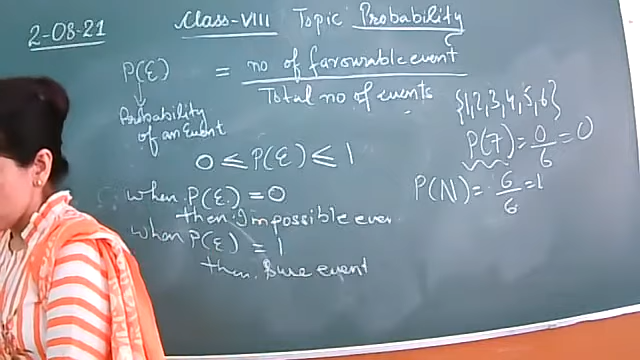 2-08-21 Class-VIII Topic Probability
P(E) = no of favourable event / Total no of events
↓
Probability of an Event
0 ≤ P(E) ≤ 1
when P(E) = 0
then Impossible even
when P(E) = 1
then, Sure event
{1,2,3,4,5,6}
P(7) = 0/6 = 0
P(N) = 6/6 = 1